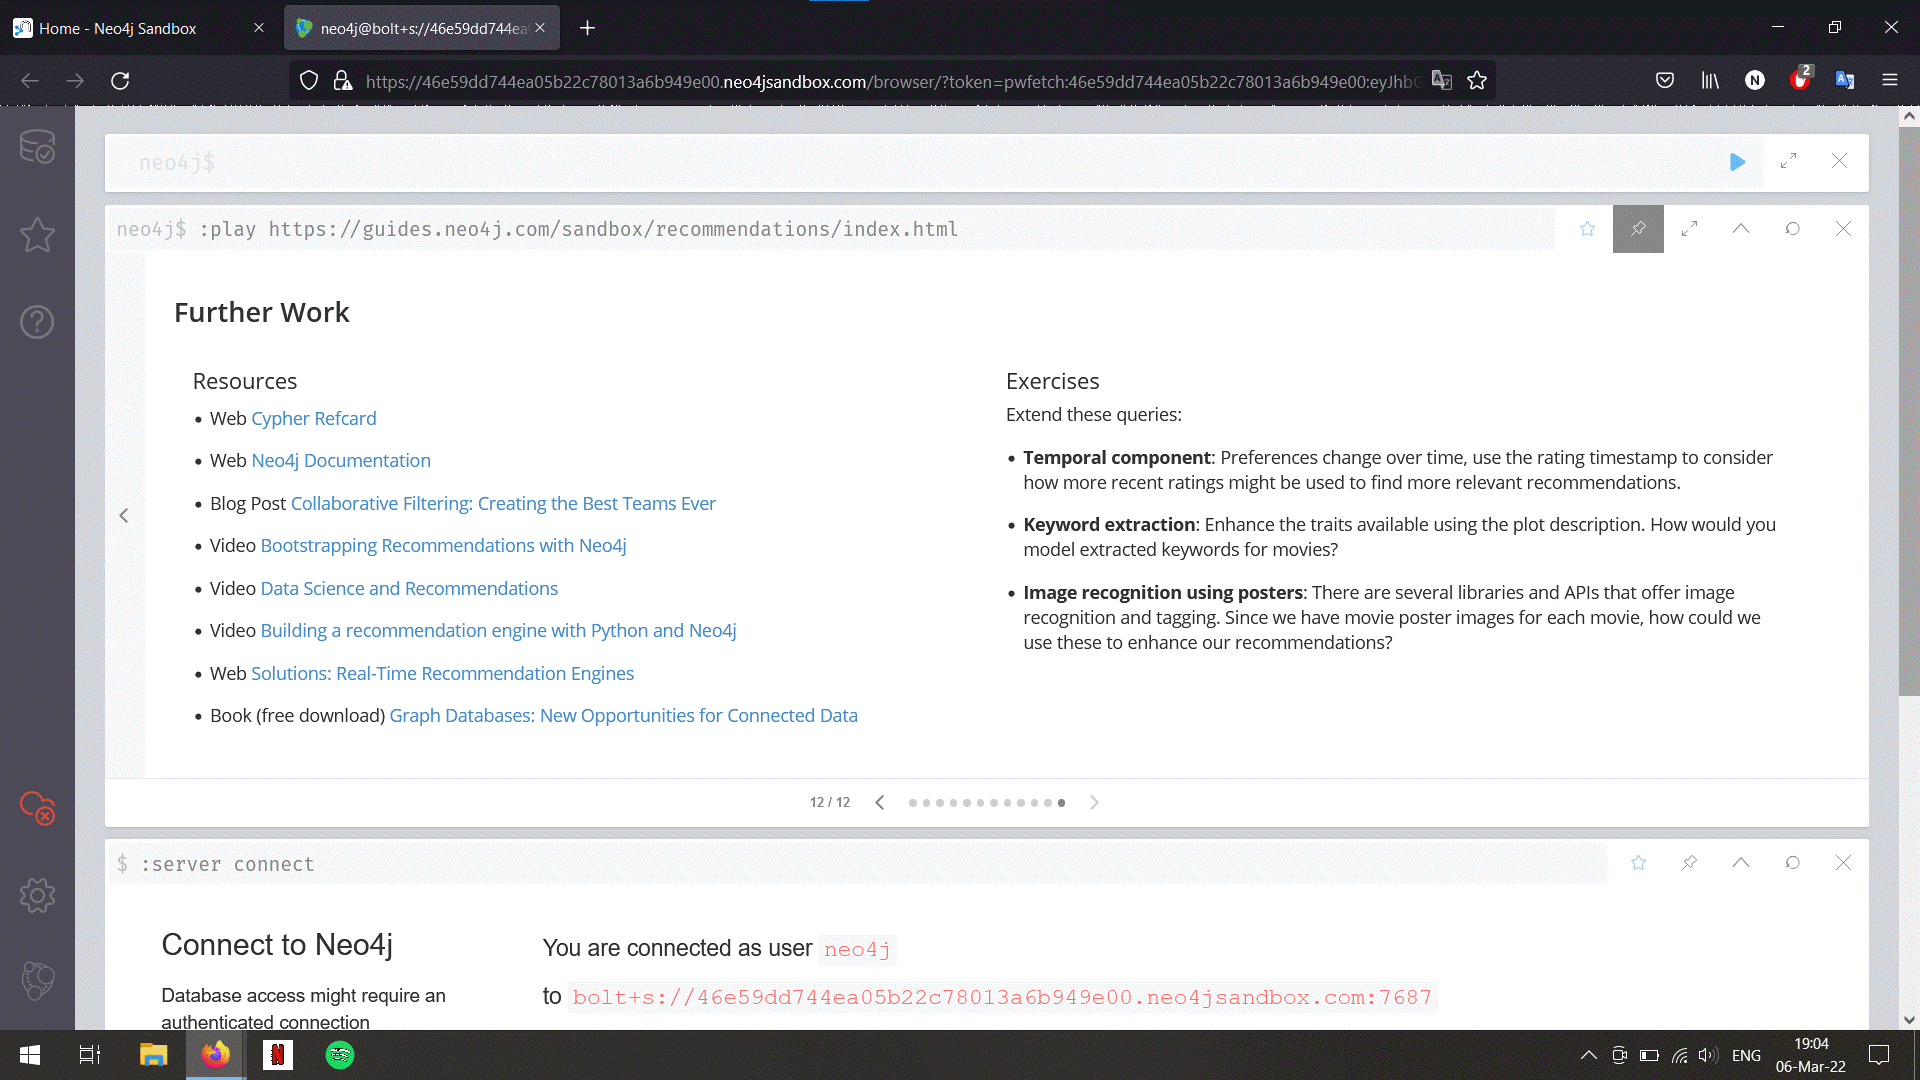 Home - Neo4j Sandbox
neo4j@bolt+s://46e59dd744ea0
https://46e59dd744ea05b22c78013a6b949e00.neo4jsandbox.com/browser/?token=pwfetch:46e59dd744ea05b22c78013a6b949e00:eyJhbG
N
2
neo4j$
neo4j$ :play https://guides.neo4j.com/sandbox/recommendations/index.html
Further Work
Resources
• Web Cypher Refcard
• Web Neo4j Documentation
• Blog Post Collaborative Filtering: Creating the Best Teams Ever
• Video Bootstrapping Recommendations with Neo4j
• Video Data Science and Recommendations
• Video Building a recommendation engine with Python and Neo4j
• Web Solutions: Real-Time Recommendation Engines
• Book (free download) Graph Databases: New Opportunities for Connected Data
Exercises
Extend these queries:
• Temporal component: Preferences change over time, use the rating timestamp to consider
how more recent ratings might be used to find more relevant recommendations.
• Keyword extraction: Enhance the traits available using the plot description. How would you
model extracted keywords for movies?
• Image recognition using posters: There are several libraries and APIs that offer image
recognition and tagging. Since we have movie poster images for each movie, how could we
use these to enhance our recommendations?
12 / 12
$ :server connect
Connect to Neo4j
Database access might require an
authenticated connection
You are connected as user neo4j
to bolt+s://46e59dd744ea05b22c78013a6b949e00.neo4jsandbox.com:7687
N
ENG
19:04
06-Mar-22